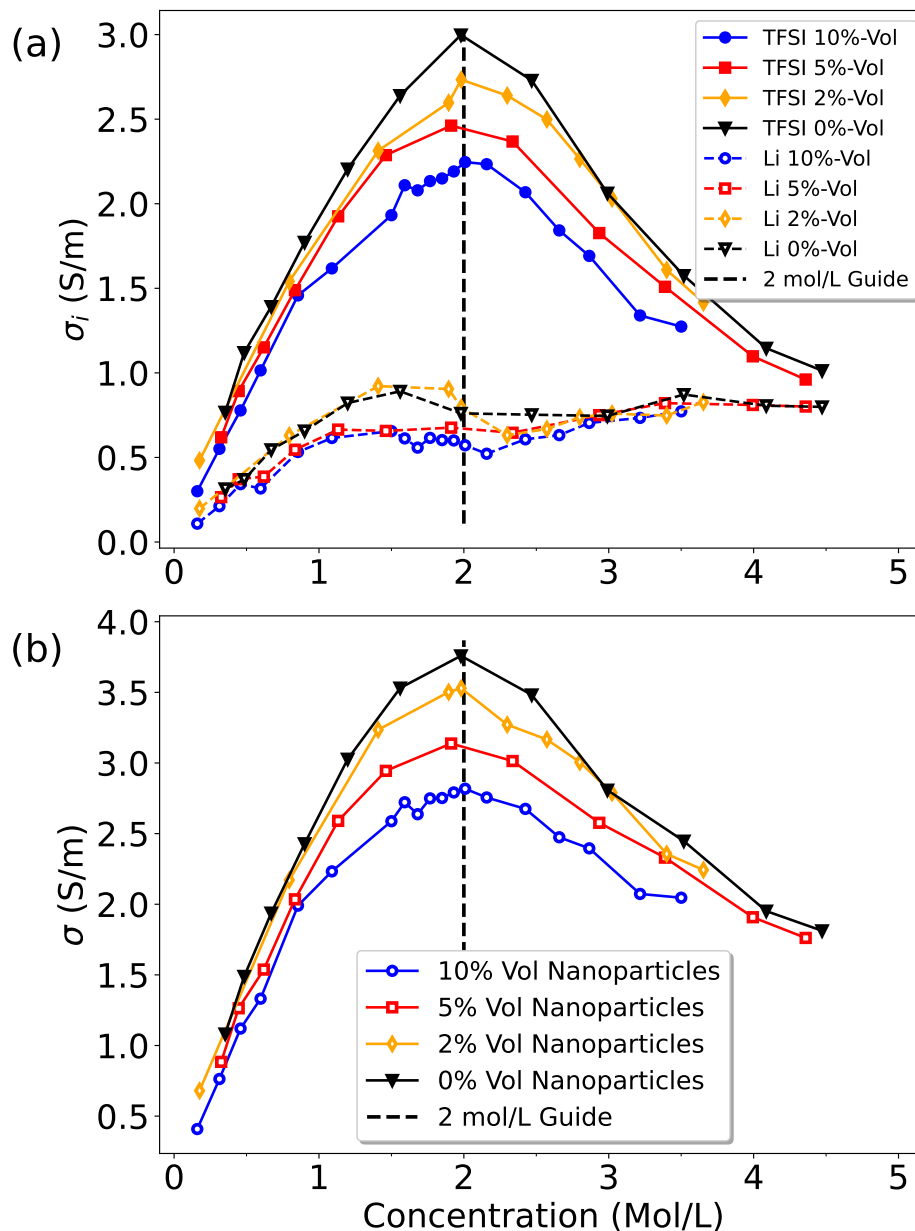 (a)
3.0
2.5
2.0
1.5
1.0
0.5
0.0
σi (S/m)
TFSI 10%-Vol
TFSI 5%-Vol
TFSI 2%-Vol
TFSI 0%-Vol
Li 10%-Vol
Li 5%-Vol
Li 2%-Vol
Li 0%-Vol
2 mol/L Guide
0 1 2 3 4 5
(b)
4.0
3.5
3.0
2.5
2.0
1.5
1.0
0.5
σ (S/m)
10% Vol Nanoparticles
5% Vol Nanoparticles
2% Vol Nanoparticles
0% Vol Nanoparticles
2 mol/L Guide
0 1 2 3 4 5
Concentration (Mol/L)